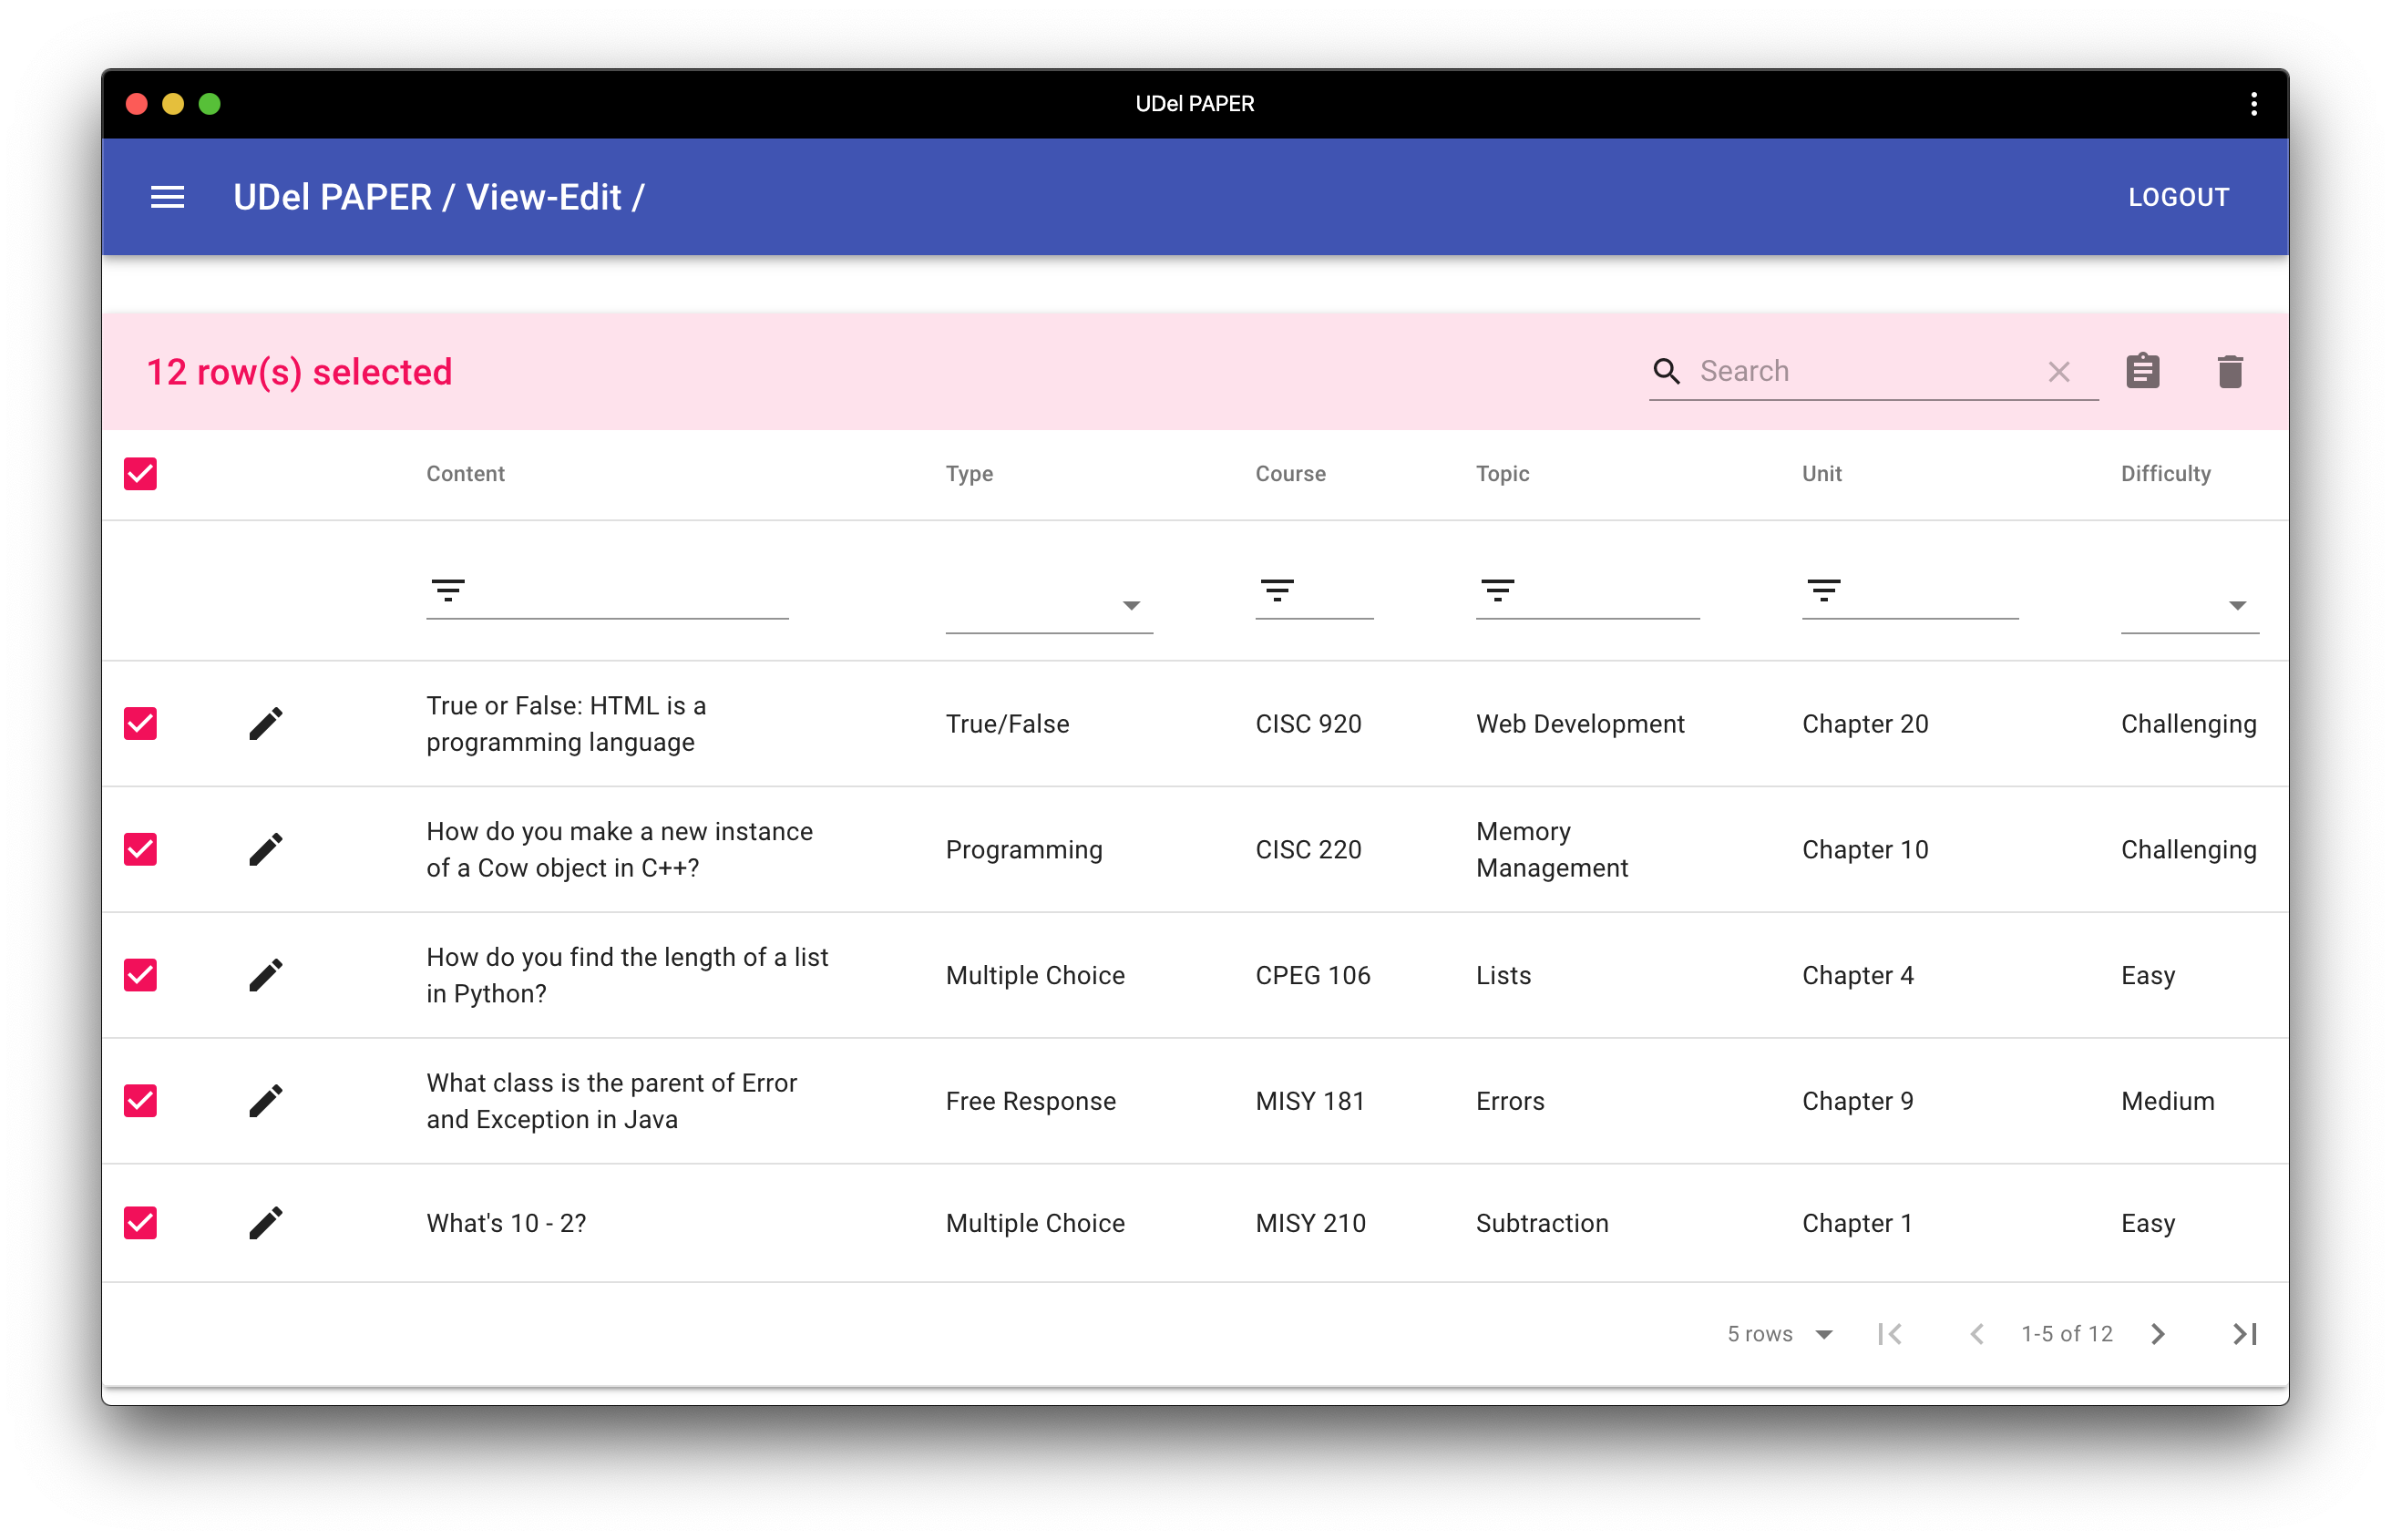 UDel PAPER
UDel PAPER / View-Edit /
LOGOUT
12 row(s) selected
Search
Content Type Course Topic Unit Difficulty
True or False: HTML is a
programming language
True/False
CISC 920
Web Development
Chapter 20
Challenging
How do you make a new instance
of a Cow object in C++?
Programming
CISC 220
Memory
Management
Chapter 10
Challenging
How do you find the length of a list
in Python?
Multiple Choice
CPEG 106
Lists
Chapter 4
Easy
What class is the parent of Error
and Exception in Java
Free Response
MISY 181
Errors
Chapter 9
Medium
What's 10 - 2?
Multiple Choice
MISY 210
Subtraction
Chapter 1
Easy
5 rows
1-5 of 12